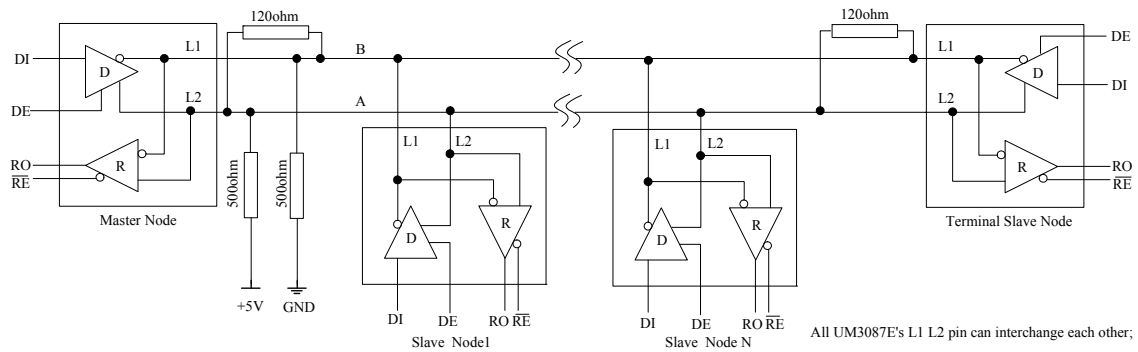 120ohm
120ohm
L1
B
L1
DE
DI
D
D
DI
L2
A
L2
DE
L1
L2
L1
L2
RO
R
R
RO
RE
RE
500ohm
500ohm
R
R
Master Node
Terminal Slave Node
D
D
+5V
GND
DI
DE
RO
RE
DI
DE
RO
RE
Slave Node1
Slave Node N
All UM3087E's L1 L2 pin can interchange each other;